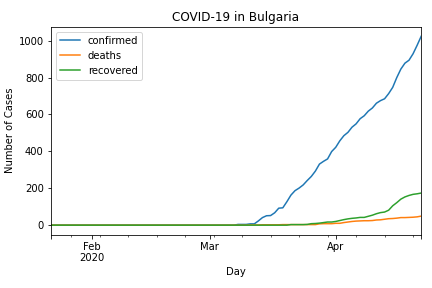 COVID-19 in Bulgaria
confirmed
deaths
recovered
1000
800
600
400
200
0
Number of Cases
Feb
2020
Mar
Apr
Day